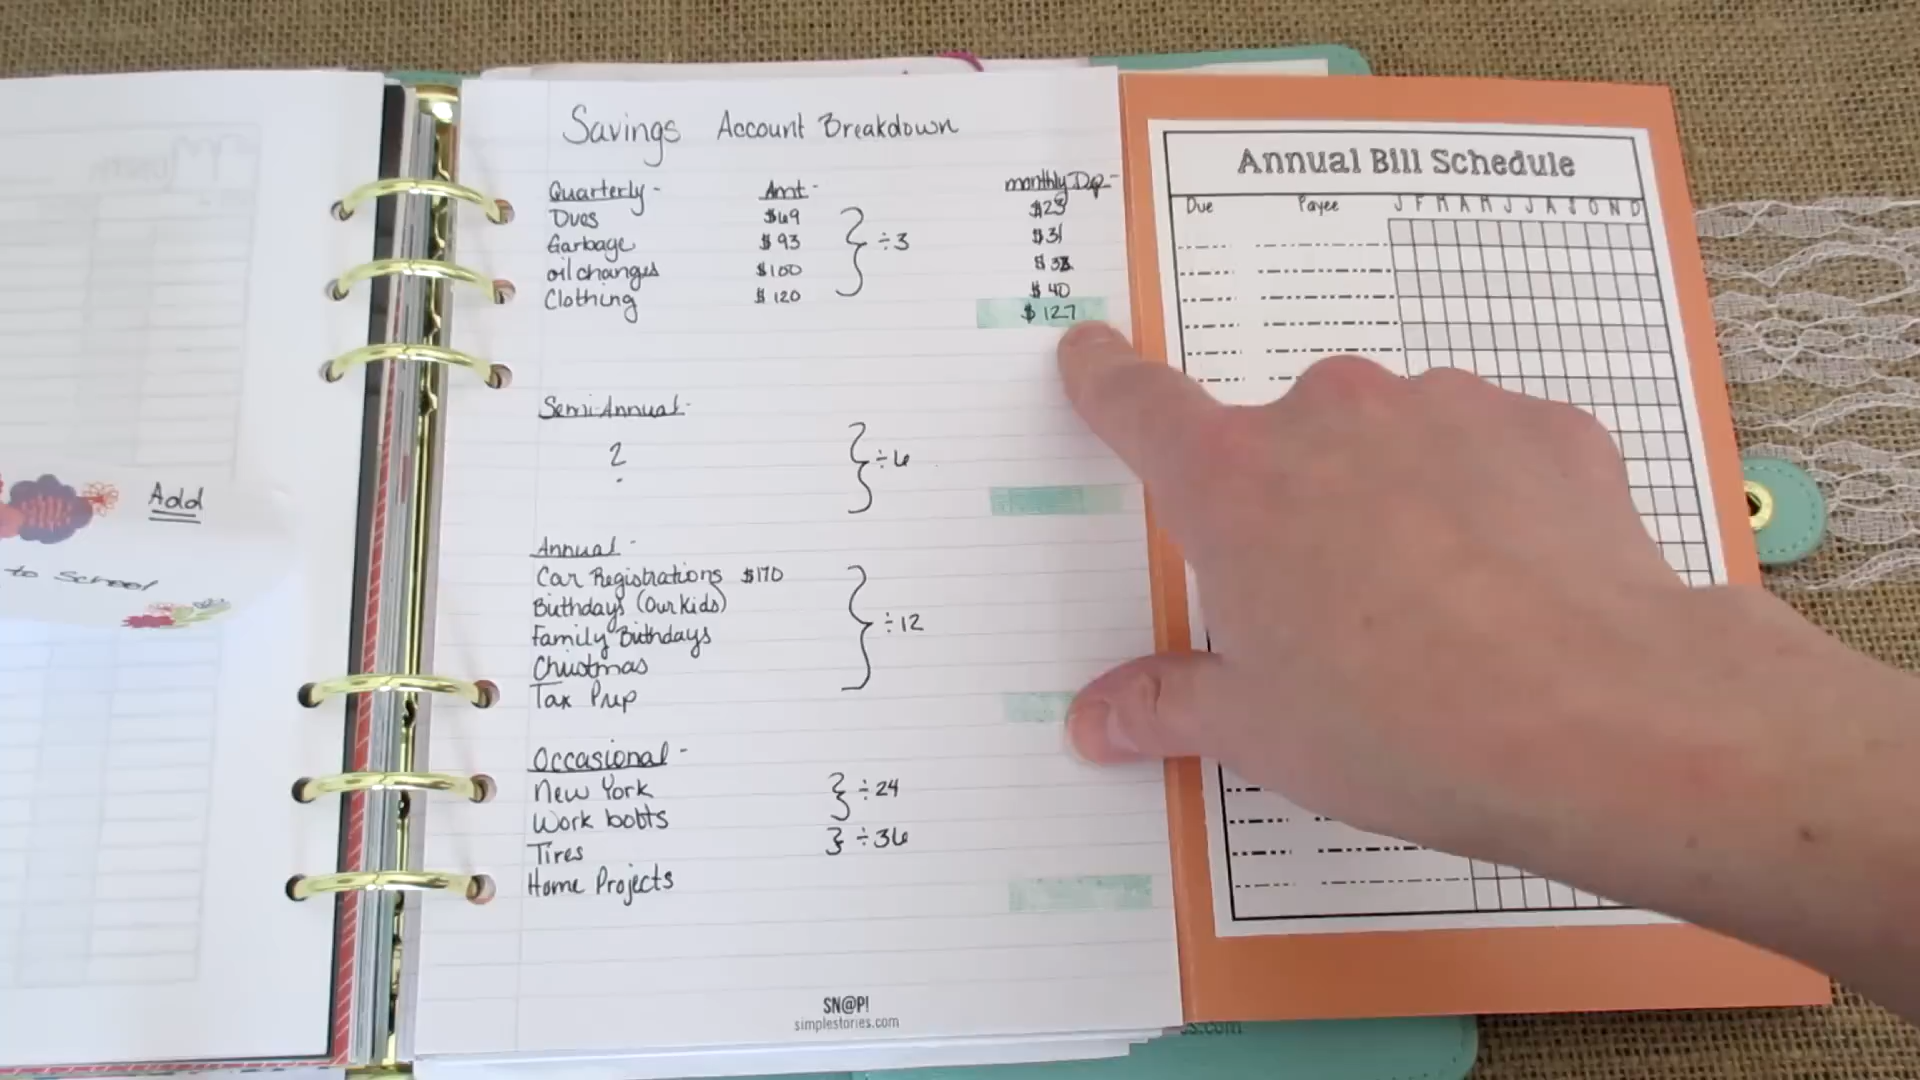 Savings Account Breakdown
Quarterly - Amt - monthly Dep -
Dues $69 $23
Garbage $93 } ÷3 $31
oil changes $100 $33
Clothing $120 $40
$127
Semi-Annual -
? } ÷6
Annual -
Car Registrations $170
Birthdays (Our kids)
Family Birthdays } ÷12
Christmas
Tax Prep
Occasional -
New York } ÷24
Work boots
Tires } ÷36
Home Projects
SN@P!
simplestories.com
Annual Bill Schedule
Due Payee J F M A M J J A S O N D
Add
to School
s.com